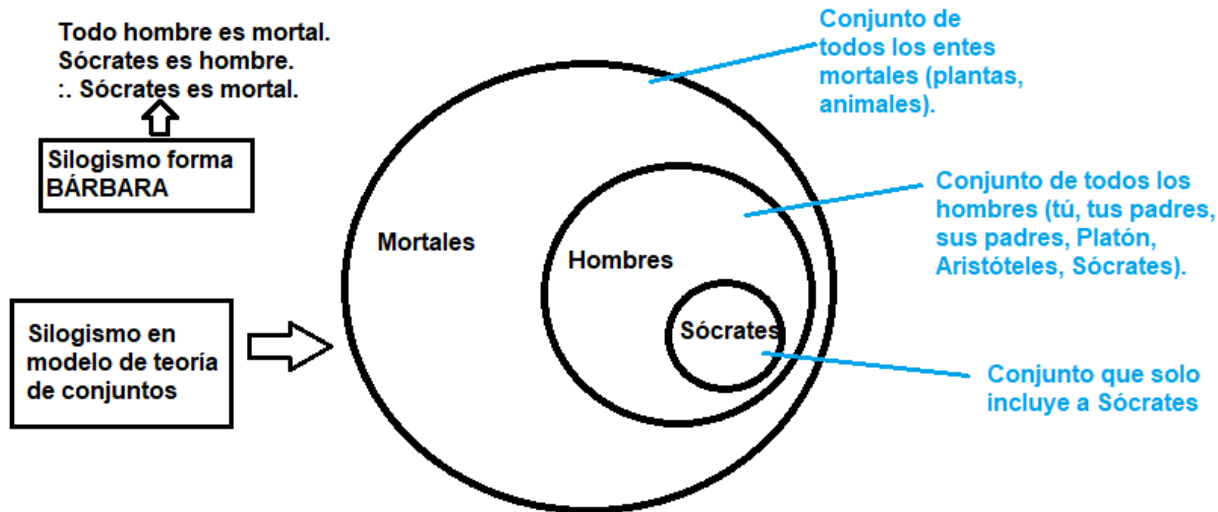 Todo hombre es mortal.
Sócrates es hombre.
:. Sócrates es mortal.
Silogismo forma
BÁRBARA
Silogismo en
modelo de teoría
de conjuntos
Mortales
Hombres
Sócrates
Conjunto de
todos los entes
mortales (plantas,
animales).
Conjunto de todos los
hombres (tú, tus padres,
sus padres, Platón,
Aristóteles, Sócrates).
Conjunto que solo
incluye a Sócrates